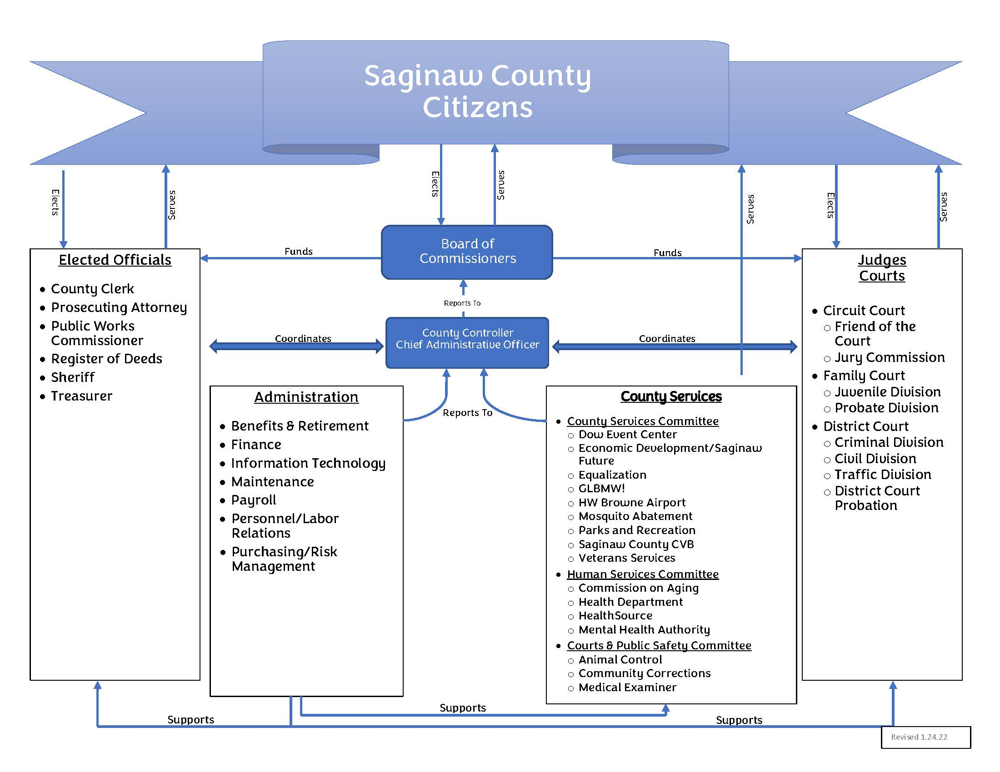 Saginaw County
Citizens
Elects
Serves
Elects
Serves
Serves
Elects
Serves
Board of
Commissioners
Funds
Funds
Reports To
County Controller
Chief Administrative Officer
Coordinates
Coordinates
Reports To
Elected Officials
• County Clerk
• Prosecuting Attorney
• Public Works
Commissioner
• Register of Deeds
• Sheriff
• Treasurer
Administration
• Benefits & Retirement
• Finance
• Information Technology
• Maintenance
• Payroll
• Personnel/Labor
Relations
• Purchasing/Risk
Management
County Services
• County Services Committee
○ Dow Event Center
○ Economic Development/Saginaw
Future
○ Equalization
○ GLBMW!
○ HW Browne Airport
○ Mosquito Abatement
○ Parks and Recreation
○ Saginaw County CVB
○ Veterans Services
• Human Services Committee
○ Commission on Aging
○ Health Department
○ HealthSource
○ Mental Health Authority
• Courts & Public Safety Committee
○ Animal Control
○ Community Corrections
○ Medical Examiner
Judges
Courts
• Circuit Court
○ Friend of the
Court
○ Jury Commission
• Family Court
○ Juvenile Division
○ Probate Division
• District Court
○ Criminal Division
○ Civil Division
○ Traffic Division
○ District Court
Probation
Supports
Supports
Supports
Revised 1.24.22